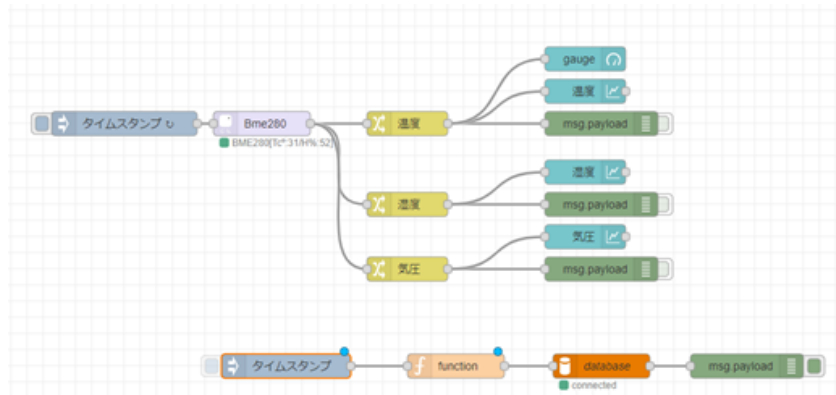 gauge
温度
タイムスタンプ ↻
Bme280
温度
msg.payload
BME280[Tc°:31/H%:52]
湿度
湿度
msg.payload
気圧
気圧
msg.payload
タイムスタンプ
function
database
msg.payload
connected